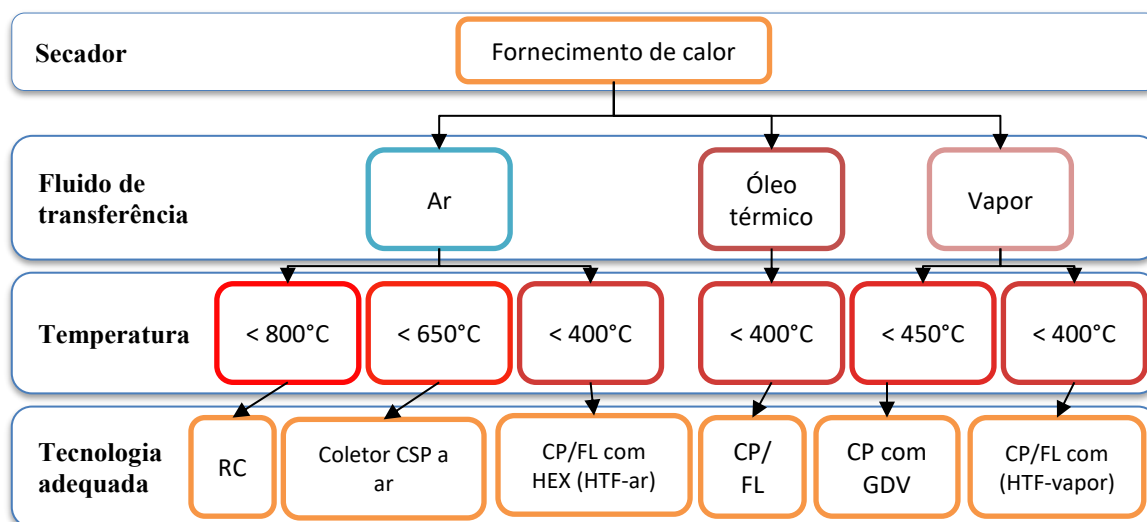 Secador
Fornecimento de calor
Fluido de
transferência
Ar
Óleo
térmico
Vapor
Temperatura
< 800°C
< 650°C
< 400°C
< 400°C
< 450°C
< 400°C
Tecnologia
adequada
RC
Coletor CSP a
ar
CP/FL com
HEX (HTF-ar)
CP/
FL
CP com
GDV
CP/FL com
(HTF-vapor)